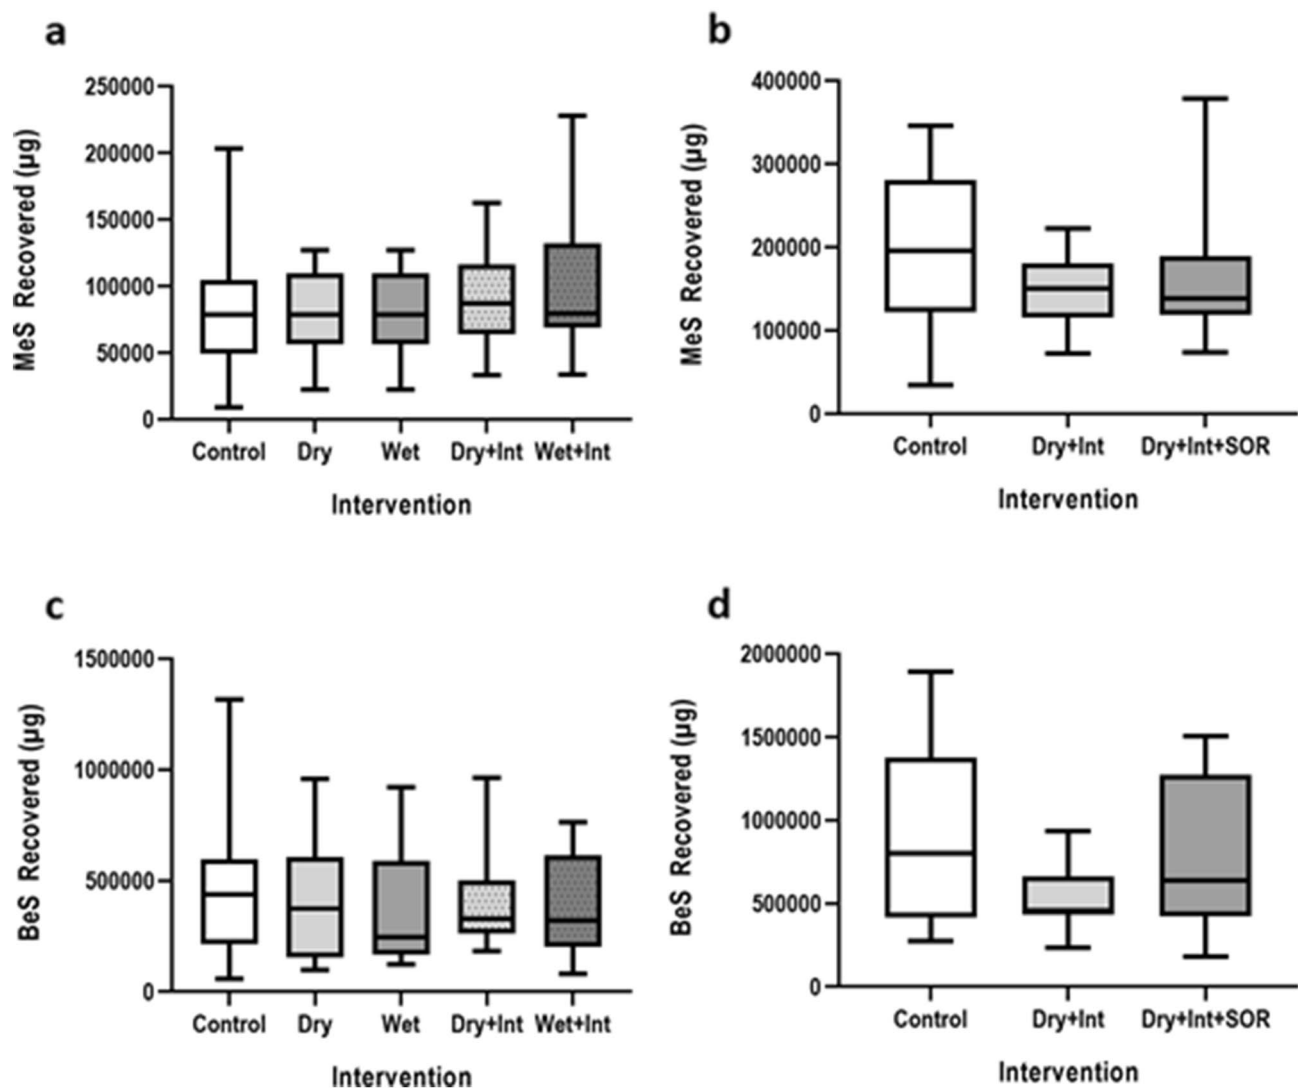 a
MeS Recovered (µg)
250000
200000
150000
100000
50000
0
Control Dry Wet Dry+Int Wet+Int
Intervention
b
MeS Recovered (µg)
400000
300000
200000
100000
0
Control Dry+Int Dry+Int+SOR
Intervention
c
BeS Recovered (µg)
1500000
1000000
500000
0
Control Dry Wet Dry+Int Wet+Int
Intervention
d
BeS Recovered (µg)
2000000
1500000
1000000
500000
0
Control Dry+Int Dry+Int+SOR
Intervention